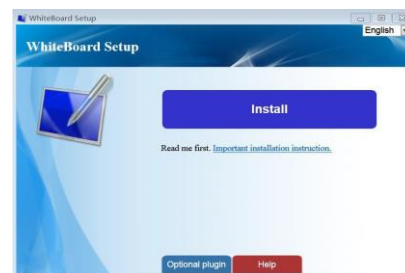 WhiteBoard Setup
English
WhiteBoard Setup
Install
Read me first. Important installation instruction.
Optional plugin
Help